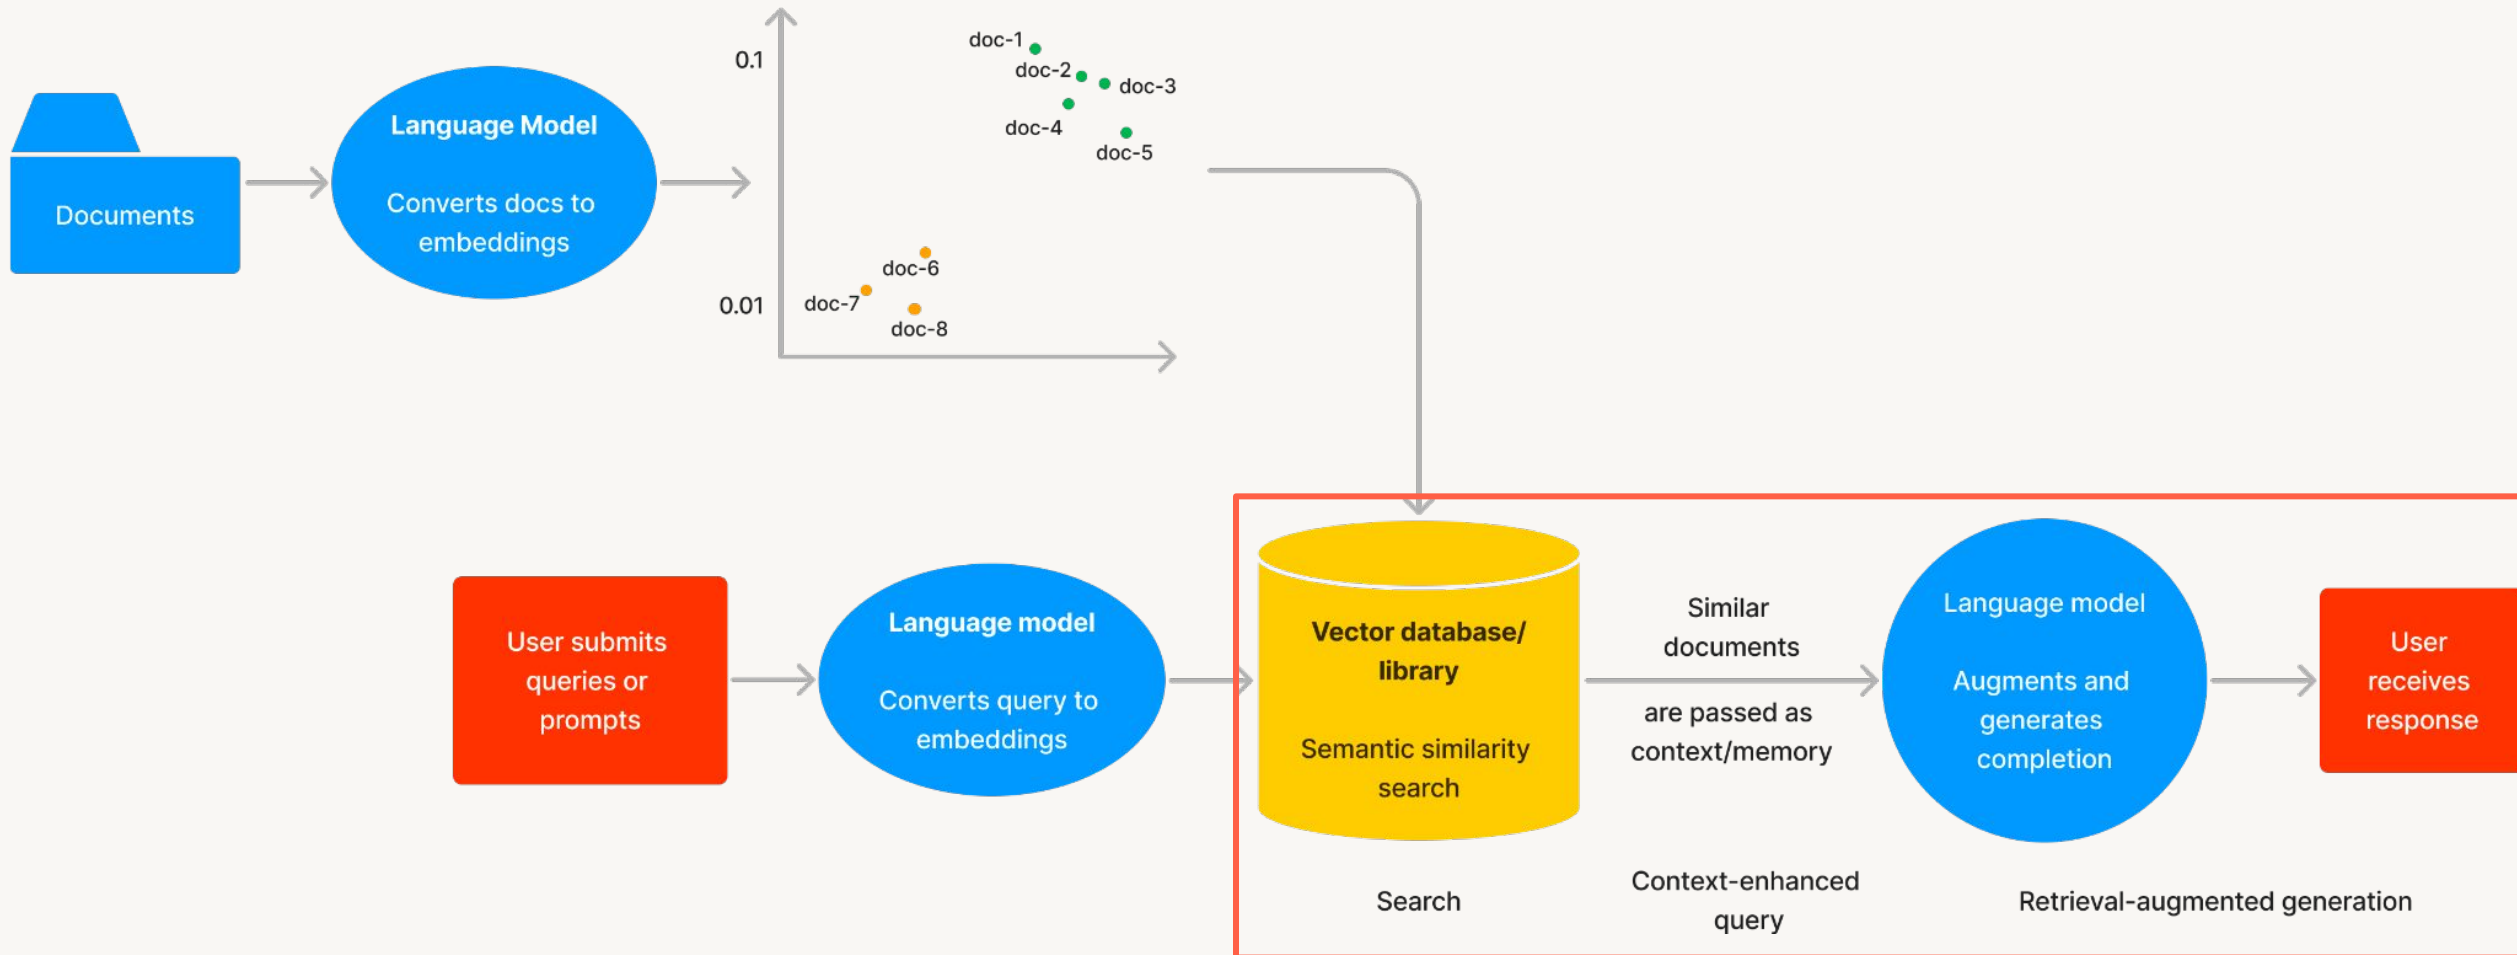 Documents
Language Model
Converts docs to
embeddings
0.1
0.01
doc-1
doc-2
doc-3
doc-4
doc-5
doc-6
doc-7
doc-8
User submits
queries or
prompts
Language model
Converts query to
embeddings
Vector database/
library
Semantic similarity
search
Similar
documents
are passed as
context/memory
Language model
Augments and
generates
completion
User
receives
response
Search
Context-enhanced
query
Retrieval-augmented generation